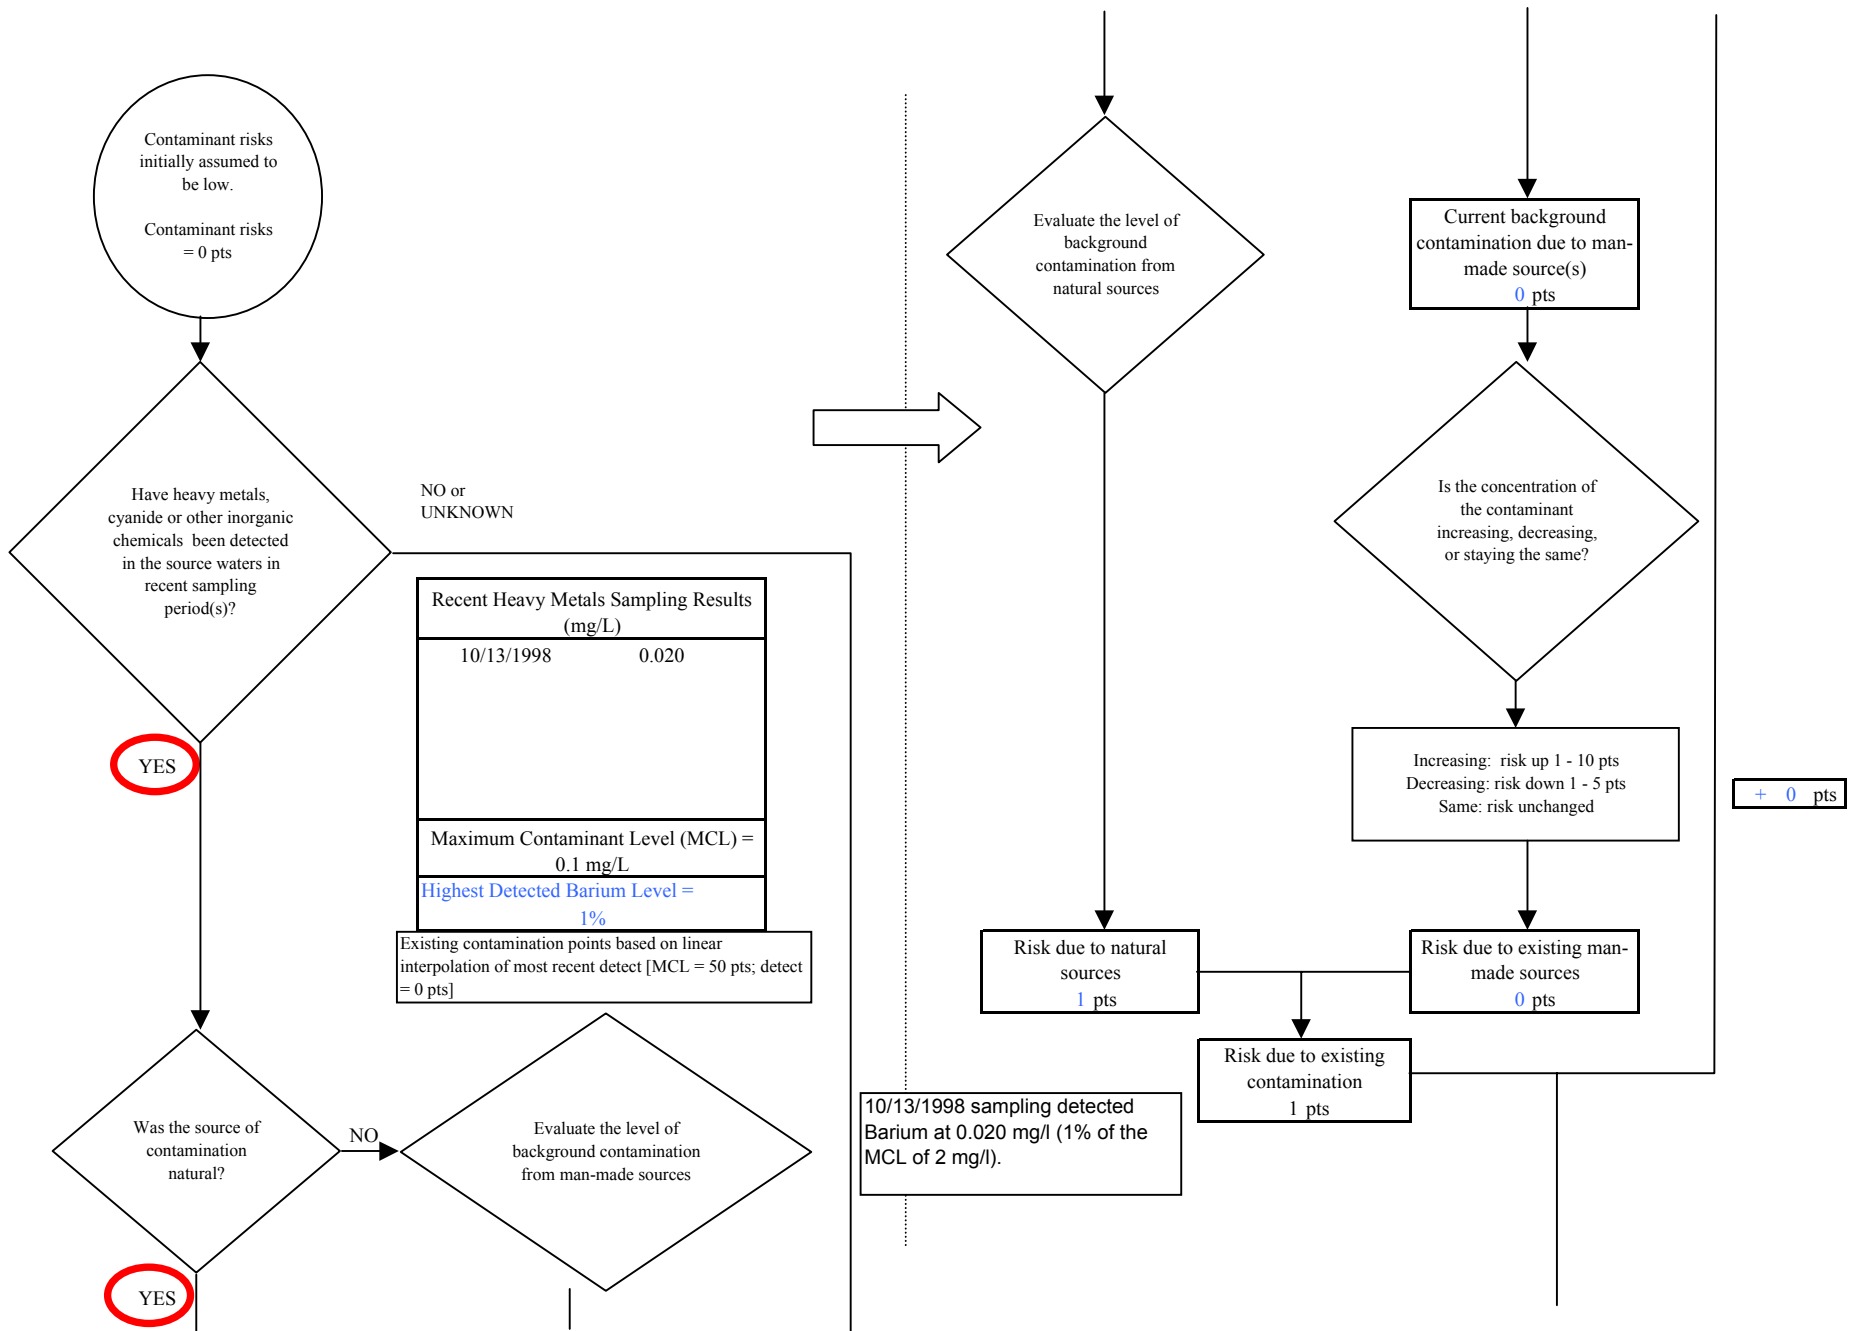 Contaminant risks
initially assumed to
be low.
Contaminant risks
= 0 pts
Have heavy metals,
cyanide or other inorganic
chemicals been detected
in the source waters in
recent sampling
period(s)?
NO or
UNKNOWN
YES
Recent Heavy Metals Sampling Results
(mg/L)
10/13/1998 0.020
Maximum Contaminant Level (MCL) =
0.1 mg/L
Highest Detected Barium Level =
1%
Existing contamination points based on linear
interpolation of most recent detect [MCL = 50 pts; detect
= 0 pts]
Was the source of
contamination
natural?
NO
YES
Evaluate the level of
background contamination
from man-made sources
Evaluate the level of
background
contamination from
natural sources
Current background
contamination due to man-
made source(s)
0 pts
Is the concentration of
the contaminant
increasing, decreasing,
or staying the same?
Increasing: risk up 1 - 10 pts
Decreasing: risk down 1 - 5 pts
Same: risk unchanged
+ 0 pts
Risk due to natural
sources
1 pts
Risk due to existing man-
made sources
0 pts
Risk due to existing
contamination
1 pts
10/13/1998 sampling detected
Barium at 0.020 mg/l (1% of the
MCL of 2 mg/l).